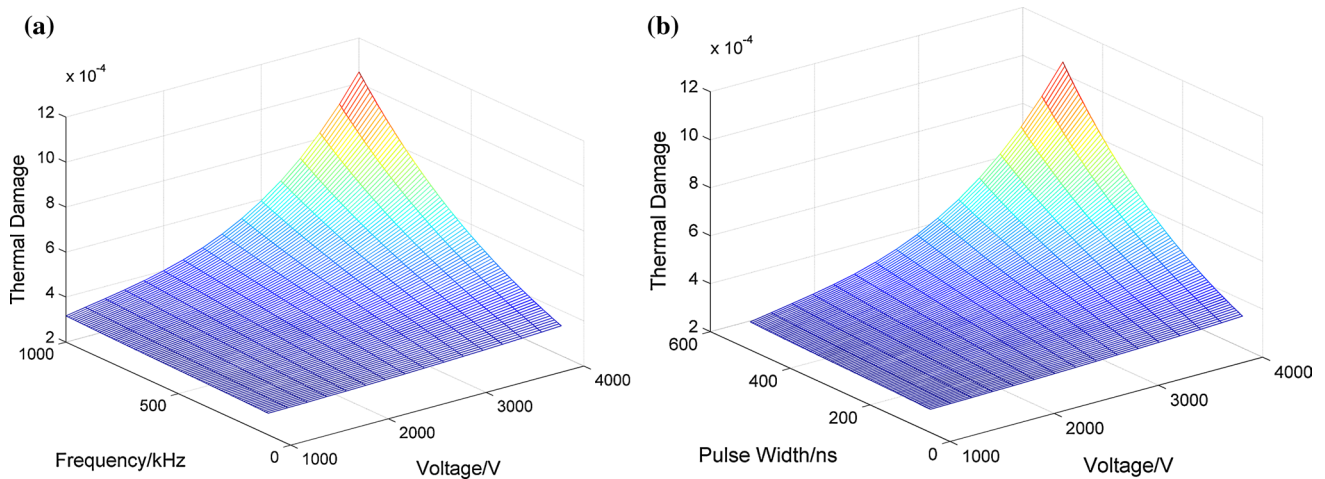 (a)
x 10⁻⁴
12
10
8
6
4
2
Thermal Damage
1000
500
0
Frequency/kHz
1000
2000
3000
4000
Voltage/V
(b)
x 10⁻⁴
12
10
8
6
4
2
Thermal Damage
600
400
200
0
Pulse Width/ns
1000
2000
3000
4000
Voltage/V